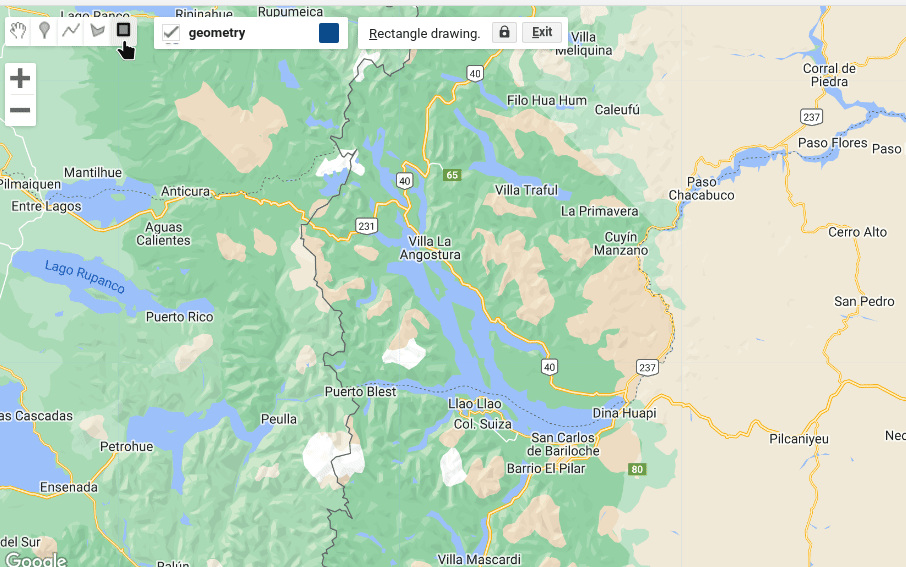 Lago Ranco
Ripinahue
Rupumeica
geometry
Rectangle drawing.
Exit
Villa
Meliquina
40
Corral de
Piedra
Filo Hua Hum
Caleufú
237
Paso Flores
Paso
Mantilhue
Pilmaiquen
Entre Lagos
Anticura
40
65
Villa Traful
Paso
Chacabuco
La Primavera
231
Aguas
Calientes
Villa La
Angostura
Cuyín
Manzano
Cerro Alto
Lago Rupanco
San Pedro
Puerto Rico
40
237
Puerto Blest
Llao Llao
Dina Huapi
as Cascadas
Peulla
Col. Suiza
Petrohue
San Carlos
de Bariloche
Pilcaniyeu
Nec
Barrio El Pilar
80
Ensenada
del Sur
Google
Villa Mascardi